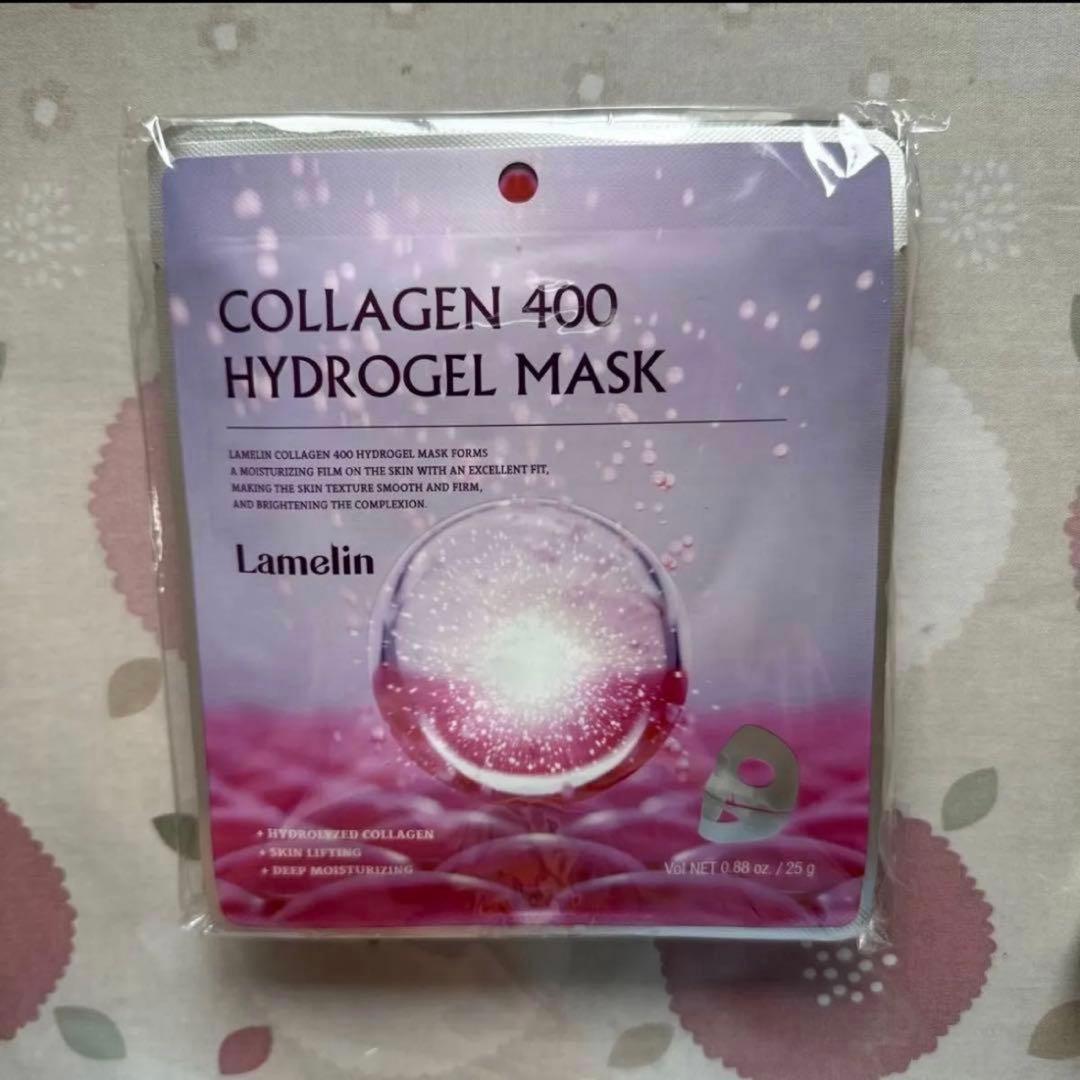 COLLAGEN 400
HYDROGEL MASK
LAMELIN COLLAGEN 400 HYDROGEL MASK FORMS
A MOISTURIZING FILM ON THE SKIN WITH AN EXCELLENT FIT,
MAKING THE SKIN TEXTURE SMOOTH AND FIRM,
AND BRIGHTENING THE COMPLEXION.
Lamelin
+ HYDROLYZED COLLAGEN
+ SKIN LIFTING
+ DEEP MOISTURIZING
Vol NET 0.88 oz. / 25 g